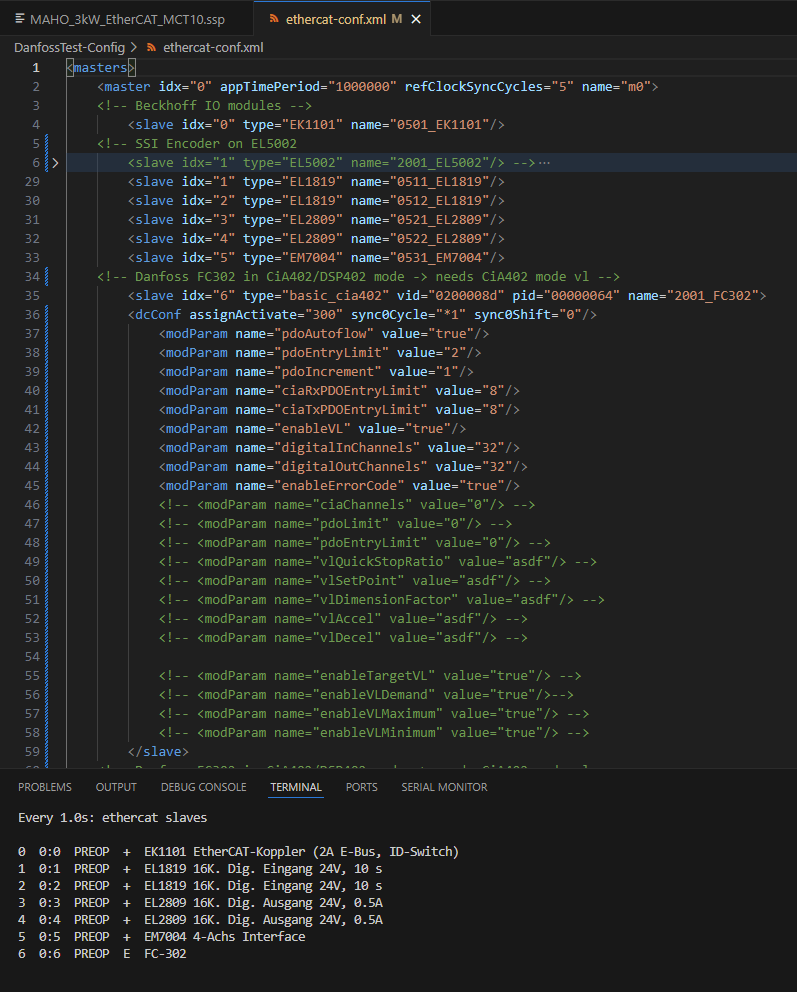 MAHO_3kW_EtherCAT_MCT10.ssp
ethercat-conf.xml M
DanfossTest-Config > ethercat-conf.xml
1 <masters>
2 <master idx="0" appTimePeriod="1000000" refClockSyncCycles="5" name="m0">
3 <!-- Beckhoff IO modules -->
4 <slave idx="0" type="EK1101" name="0501_EK1101"/>
5 <!-- SSI Encoder on EL5002
6 <slave idx="1" type="EL5002" name="2001_EL5002"/> -->···
29 <slave idx="1" type="EL1819" name="0511_EL1819"/>
30 <slave idx="2" type="EL1819" name="0512_EL1819"/>
31 <slave idx="3" type="EL2809" name="0521_EL2809"/>
32 <slave idx="4" type="EL2809" name="0522_EL2809"/>
33 <slave idx="5" type="EM7004" name="0531_EM7004"/>
34 <!-- Danfoss FC302 in CiA402/DSP402 mode -> needs CiA402 mode vl -->
35 <slave idx="6" type="basic_cia402" vid="0200008d" pid="00000064" name="2001_FC302">
36 <dcConf assignActivate="300" sync0Cycle="*1" sync0Shift="0"/>
37 <modParam name="pdoAutoflow" value="true"/>
38 <modParam name="pdoEntryLimit" value="2"/>
39 <modParam name="pdoIncrement" value="1"/>
40 <modParam name="ciaRxPDOEntryLimit" value="8"/>
41 <modParam name="ciaTxPDOEntryLimit" value="8"/>
42 <modParam name="enableVL" value="true"/>
43 <modParam name="digitalInChannels" value="32"/>
44 <modParam name="digitalOutChannels" value="32"/>
45 <modParam name="enableErrorCode" value="true"/>
46 <!-- <modParam name="ciaChannels" value="0"/> -->
47 <!-- <modParam name="pdoLimit" value="0"/> -->
48 <!-- <modParam name="pdoEntryLimit" value="0"/> -->
49 <!-- <modParam name="vlQuickStopRatio" value="asdf"/> -->
50 <!-- <modParam name="vlSetPoint" value="asdf"/> -->
51 <!-- <modParam name="vlDimensionFactor" value="asdf"/> -->
52 <!-- <modParam name="vlAccel" value="asdf"/> -->
53 <!-- <modParam name="vlDecel" value="asdf"/> -->
54
55 <!-- <modParam name="enableTargetVL" value="true"/> -->
56 <!-- <modParam name="enableVLDemand" value="true"/>-->
57 <!-- <modParam name="enableVLMaximum" value="true"/> -->
58 <!-- <modParam name="enableVLMinimum" value="true"/> -->
59 </slave>
PROBLEMS OUTPUT DEBUG CONSOLE TERMINAL PORTS SERIAL MONITOR
Every 1.0s: ethercat slaves
0 0:0 PREOP + EK1101 EtherCAT-Koppler (2A E-Bus, ID-Switch)
1 0:1 PREOP + EL1819 16K. Dig. Eingang 24V, 10 s
2 0:2 PREOP + EL1819 16K. Dig. Eingang 24V, 10 s
3 0:3 PREOP + EL2809 16K. Dig. Ausgang 24V, 0.5A
4 0:4 PREOP + EL2809 16K. Dig. Ausgang 24V, 0.5A
5 0:5 PREOP + EM7004 4-Achs Interface
6 0:6 PREOP E FC-302